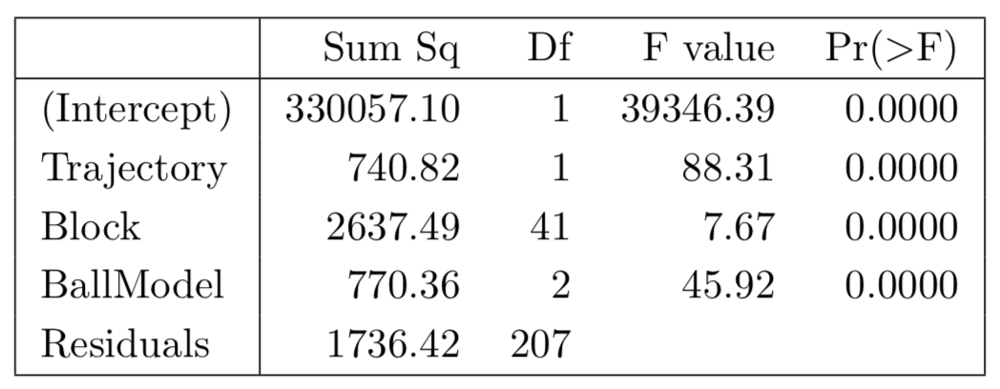 Sum Sq Df F value Pr(>F)
(Intercept) 330057.10 1 39346.39 0.0000
Trajectory 740.82 1 88.31 0.0000
Block 2637.49 41 7.67 0.0000
BallModel 770.36 2 45.92 0.0000
Residuals 1736.42 207